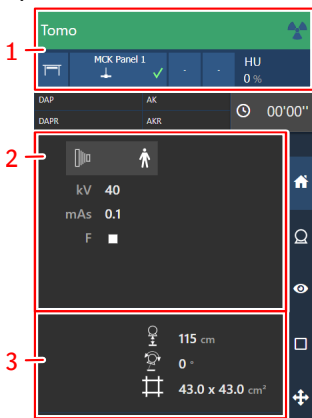 Tomo
1
MCK Panel 1
HU
0 %
- -
DAP AK
DAPR AKR
00'00''
2
kV 40
mAs 0.1
F
3
115 cm
0 °
43.0 x 43.0 cm²